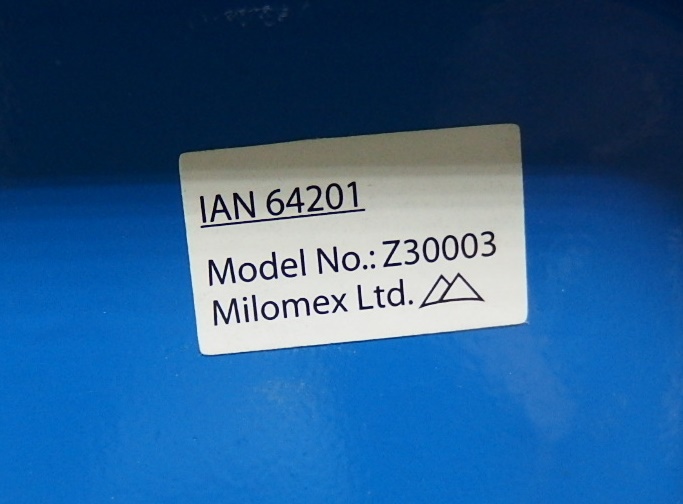 IAN 64201
Model No.: Z30003
Milomex Ltd.